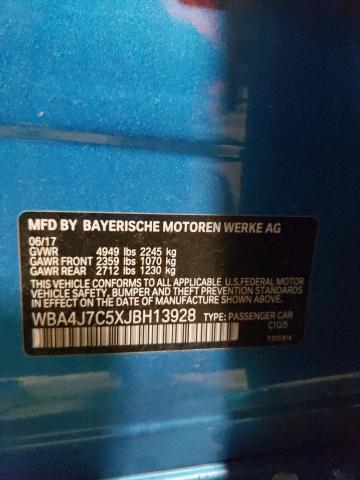 MFD BY BAYERISCHE MOTOREN WERKE AG
06/17
GVWR 4949 lbs 2245 kg
GAWR FRONT 2359 lbs 1070 kg
GAWR REAR 2712 lbs 1230 kg
THIS VEHICLE CONFORMS TO ALL APPLICABLE U.S.FEDERAL MOTOR
VEHICLE SAFETY, BUMPER AND THEFT PREVENTION STANDARDS
IN EFFECT ON THE DATE OF MANUFACTURE SHOWN ABOVE.
WBA4J7C5XJBH13928 TYPE: PASSENGER CAR
C1G/5